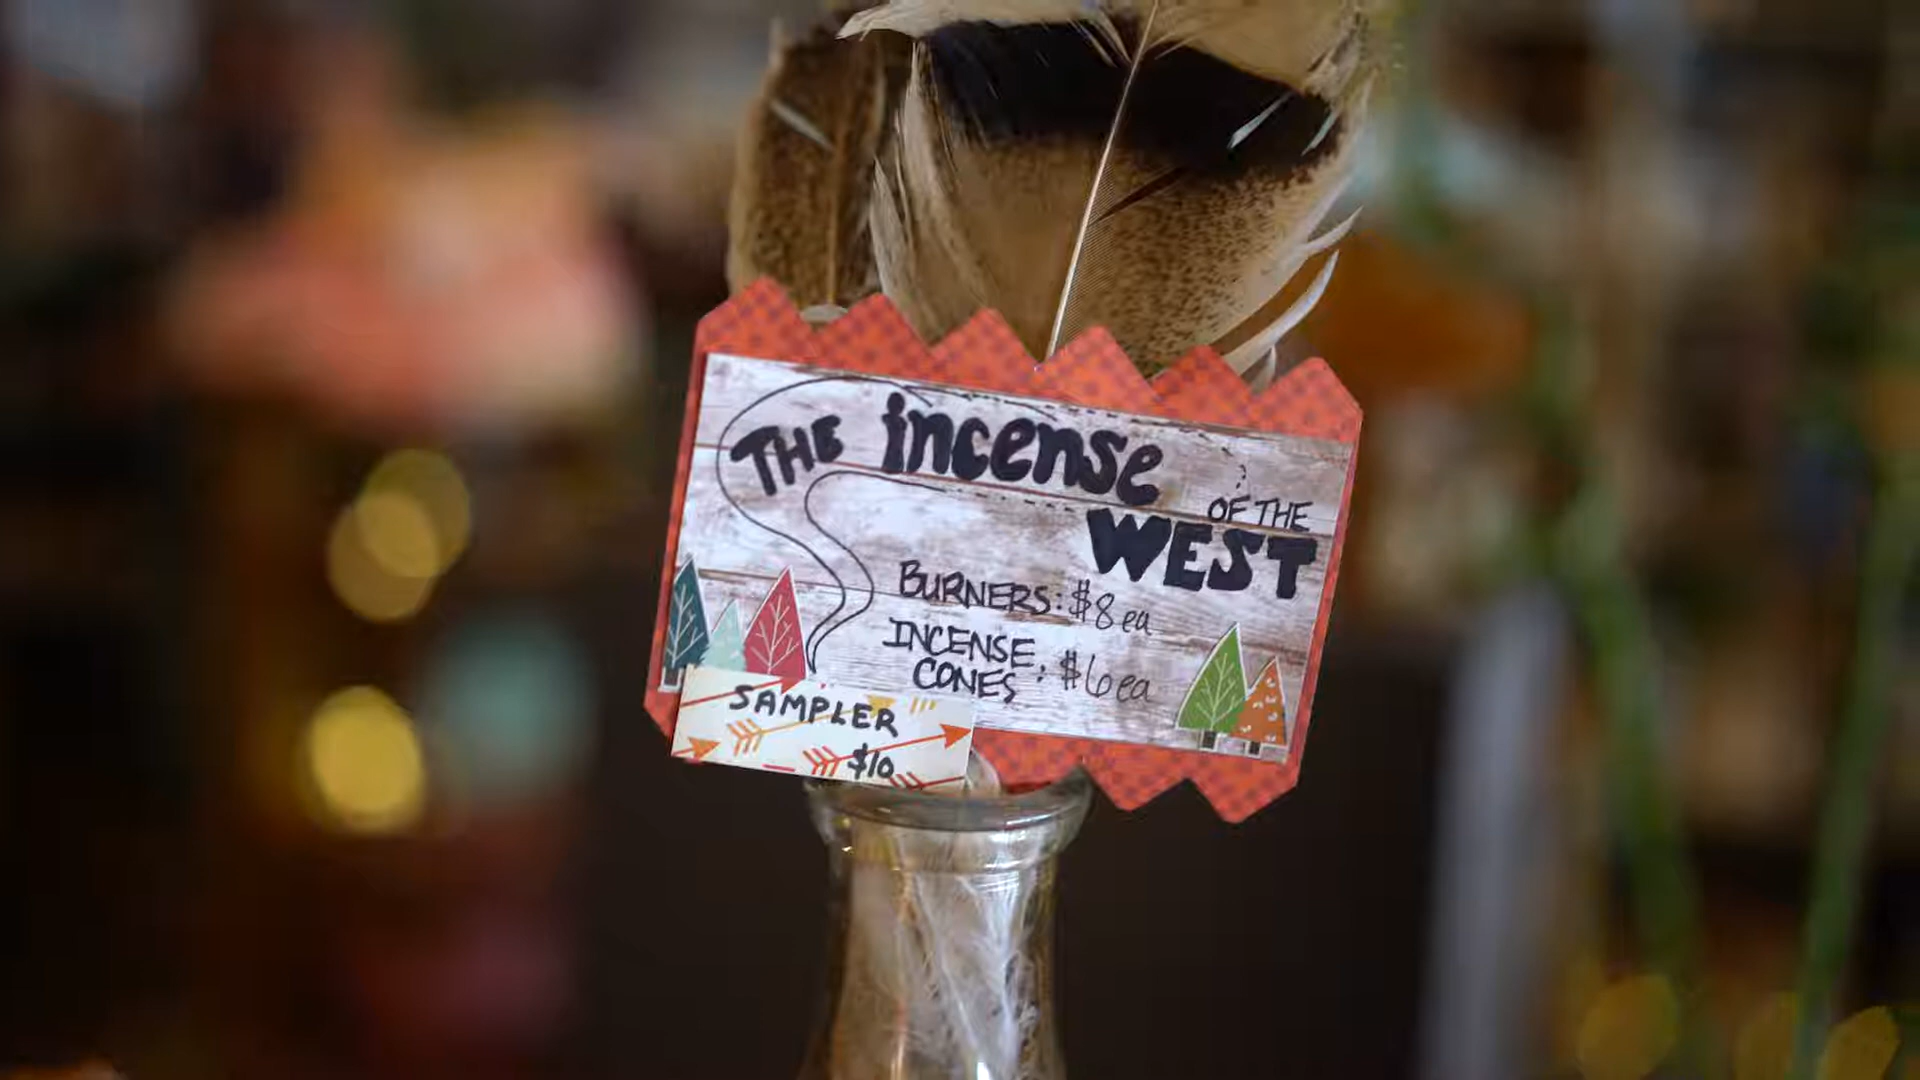 THE incense
OF THE
WEST
BURNERS: $8 ea
INCENSE
CONES : $6 ea
SAMPLER
$10